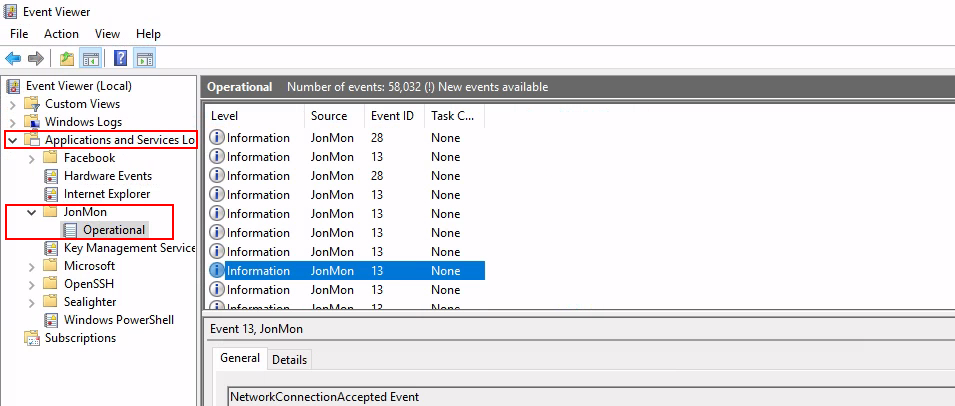 Event Viewer
File Action View Help
Event Viewer (Local)
Custom Views
Windows Logs
Applications and Services Lo
Facebook
Hardware Events
Internet Explorer
JonMon
Operational
Key Management Service
Microsoft
OpenSSH
Sealighter
Windows PowerShell
Subscriptions
Operational Number of events: 58,032 (!) New events available
Level Source Event ID Task C...
Information JonMon 28 None
Information JonMon 13 None
Information JonMon 28 None
Information JonMon 13 None
Information JonMon 13 None
Information JonMon 13 None
Information JonMon 13 None
Information JonMon 13 None
Information JonMon 13 None
Information JonMon 13 None
Event 13, JonMon
General Details
NetworkConnectionAccepted Event